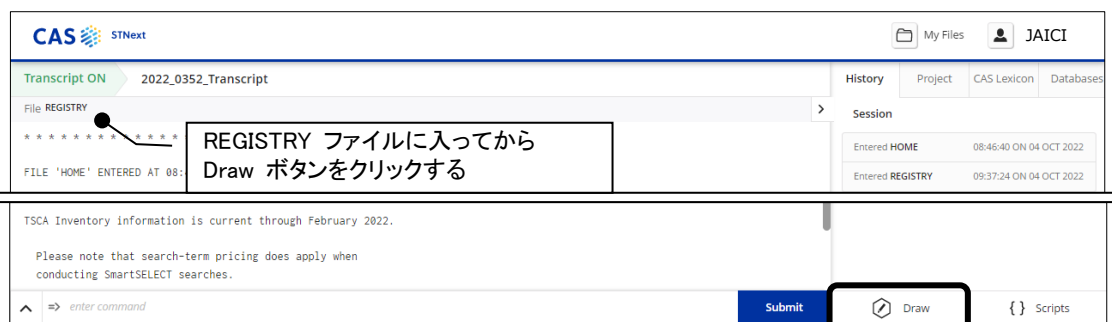 CAS STNext My Files JAICI
Transcript ON 2022_0352_Transcript History Project CAS Lexicon Databases
File REGISTRY > Session
* * * * * * * * * * * * *
REGISTRY ファイルに入ってから
Entered HOME 08:46:40 ON 04 OCT 2022
FILE 'HOME' ENTERED AT 08:
Draw ボタンをクリックする
Entered REGISTRY 09:37:24 ON 04 OCT 2022
TSCA Inventory information is current through February 2022.
Please note that search-term pricing does apply when
conducting SmartSELECT searches.
=> enter command Submit Draw { } Scripts